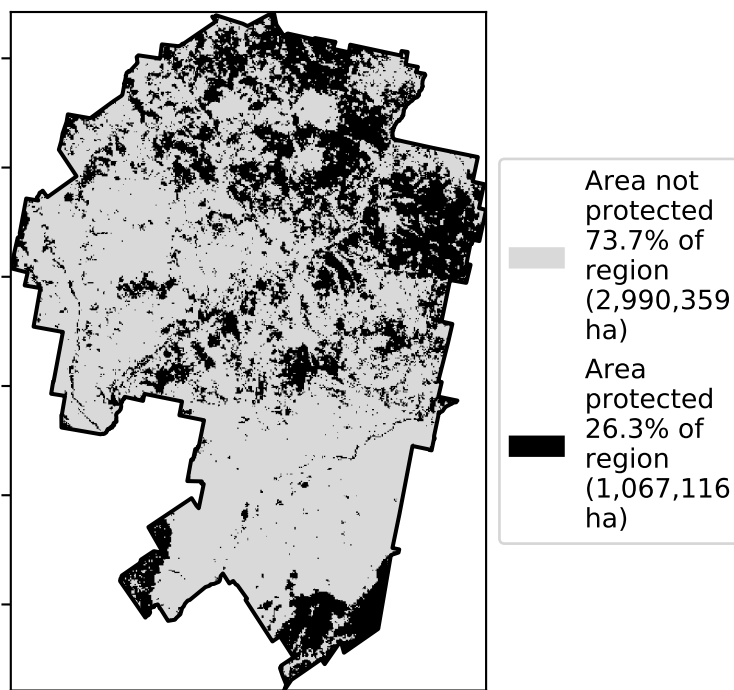 Area not
protected
73.7% of
region
(2,990,359
ha)
Area
protected
26.3% of
region
(1,067,116
ha)